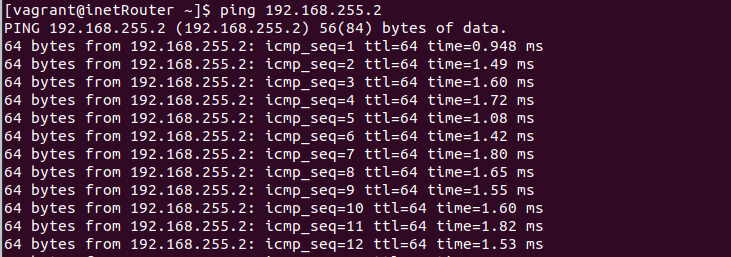 [vagrant@inetRouter ~]$ ping 192.168.255.2
PING 192.168.255.2 (192.168.255.2) 56(84) bytes of data.
64 bytes from 192.168.255.2: icmp_seq=1 ttl=64 time=0.948 ms
64 bytes from 192.168.255.2: icmp_seq=2 ttl=64 time=1.49 ms
64 bytes from 192.168.255.2: icmp_seq=3 ttl=64 time=1.60 ms
64 bytes from 192.168.255.2: icmp_seq=4 ttl=64 time=1.72 ms
64 bytes from 192.168.255.2: icmp_seq=5 ttl=64 time=1.08 ms
64 bytes from 192.168.255.2: icmp_seq=6 ttl=64 time=1.42 ms
64 bytes from 192.168.255.2: icmp_seq=7 ttl=64 time=1.80 ms
64 bytes from 192.168.255.2: icmp_seq=8 ttl=64 time=1.65 ms
64 bytes from 192.168.255.2: icmp_seq=9 ttl=64 time=1.55 ms
64 bytes from 192.168.255.2: icmp_seq=10 ttl=64 time=1.60 ms
64 bytes from 192.168.255.2: icmp_seq=11 ttl=64 time=1.82 ms
64 bytes from 192.168.255.2: icmp_seq=12 ttl=64 time=1.53 ms